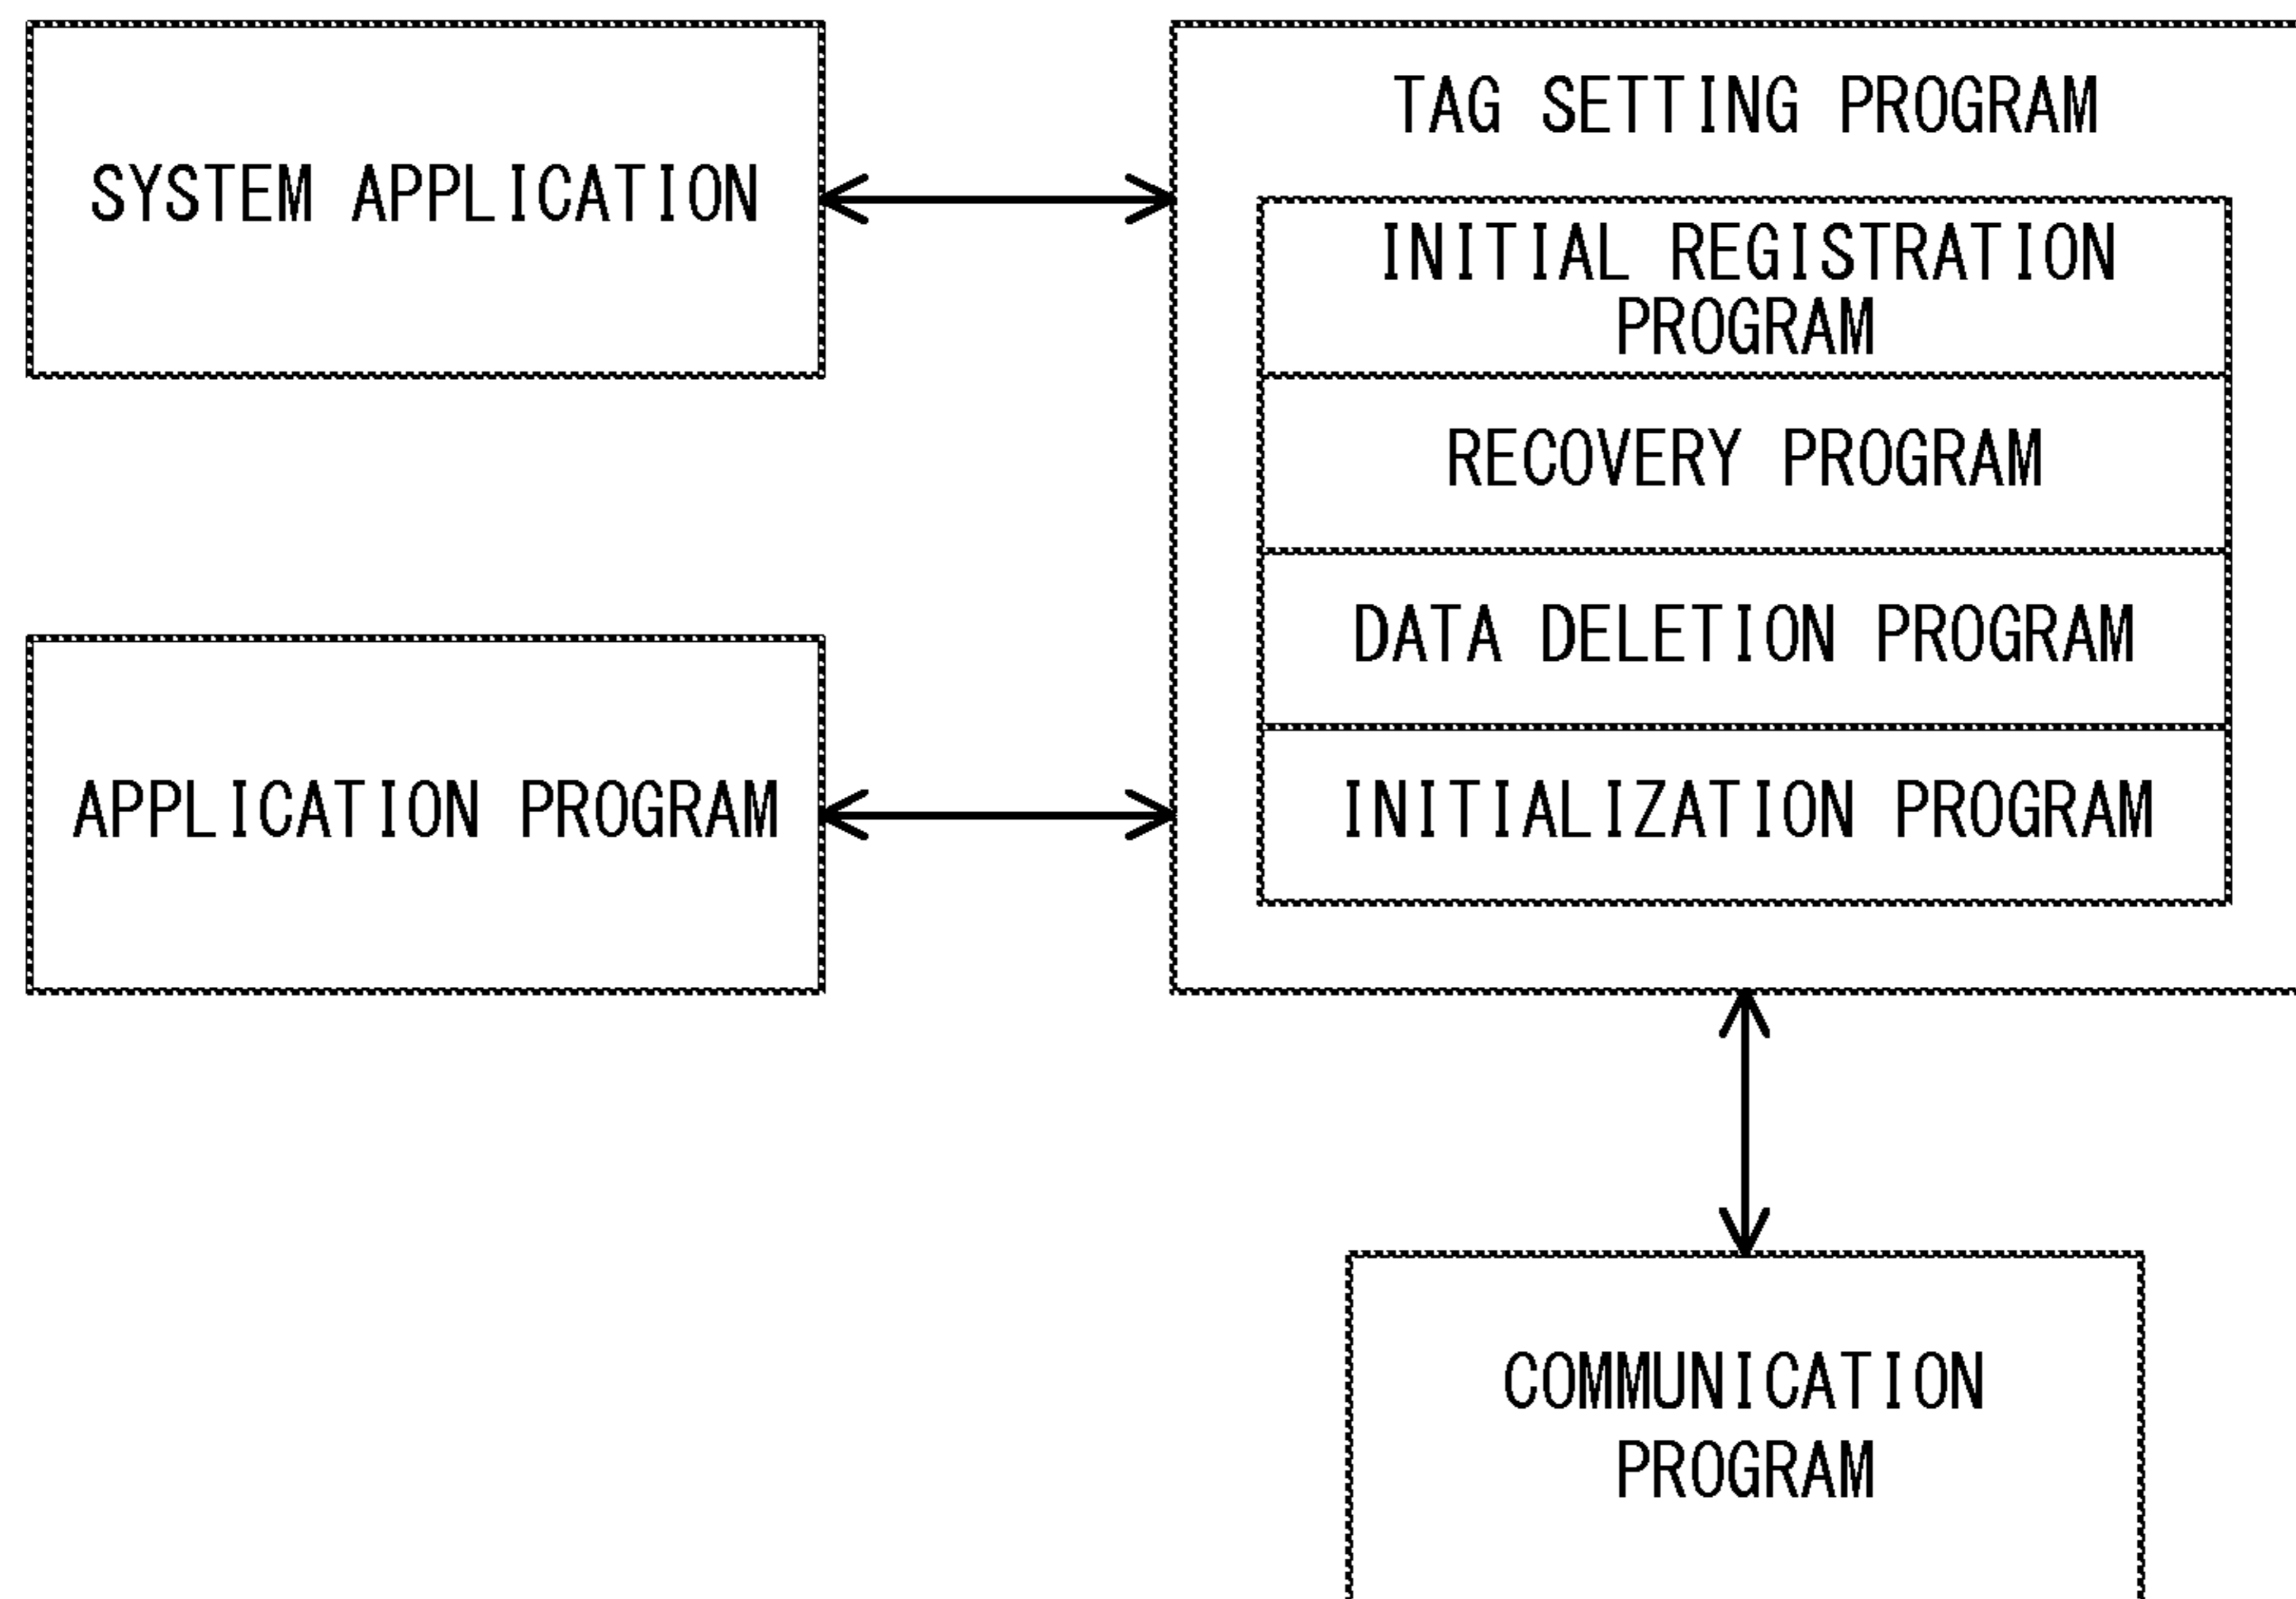 SYSTEM APPLICATION
TAG SETTING PROGRAM
INITIAL REGISTRATION
PROGRAM
RECOVERY PROGRAM
DATA DELETION PROGRAM
INITIALIZATION PROGRAM
APPLICATION PROGRAM
COMMUNICATION
PROGRAM